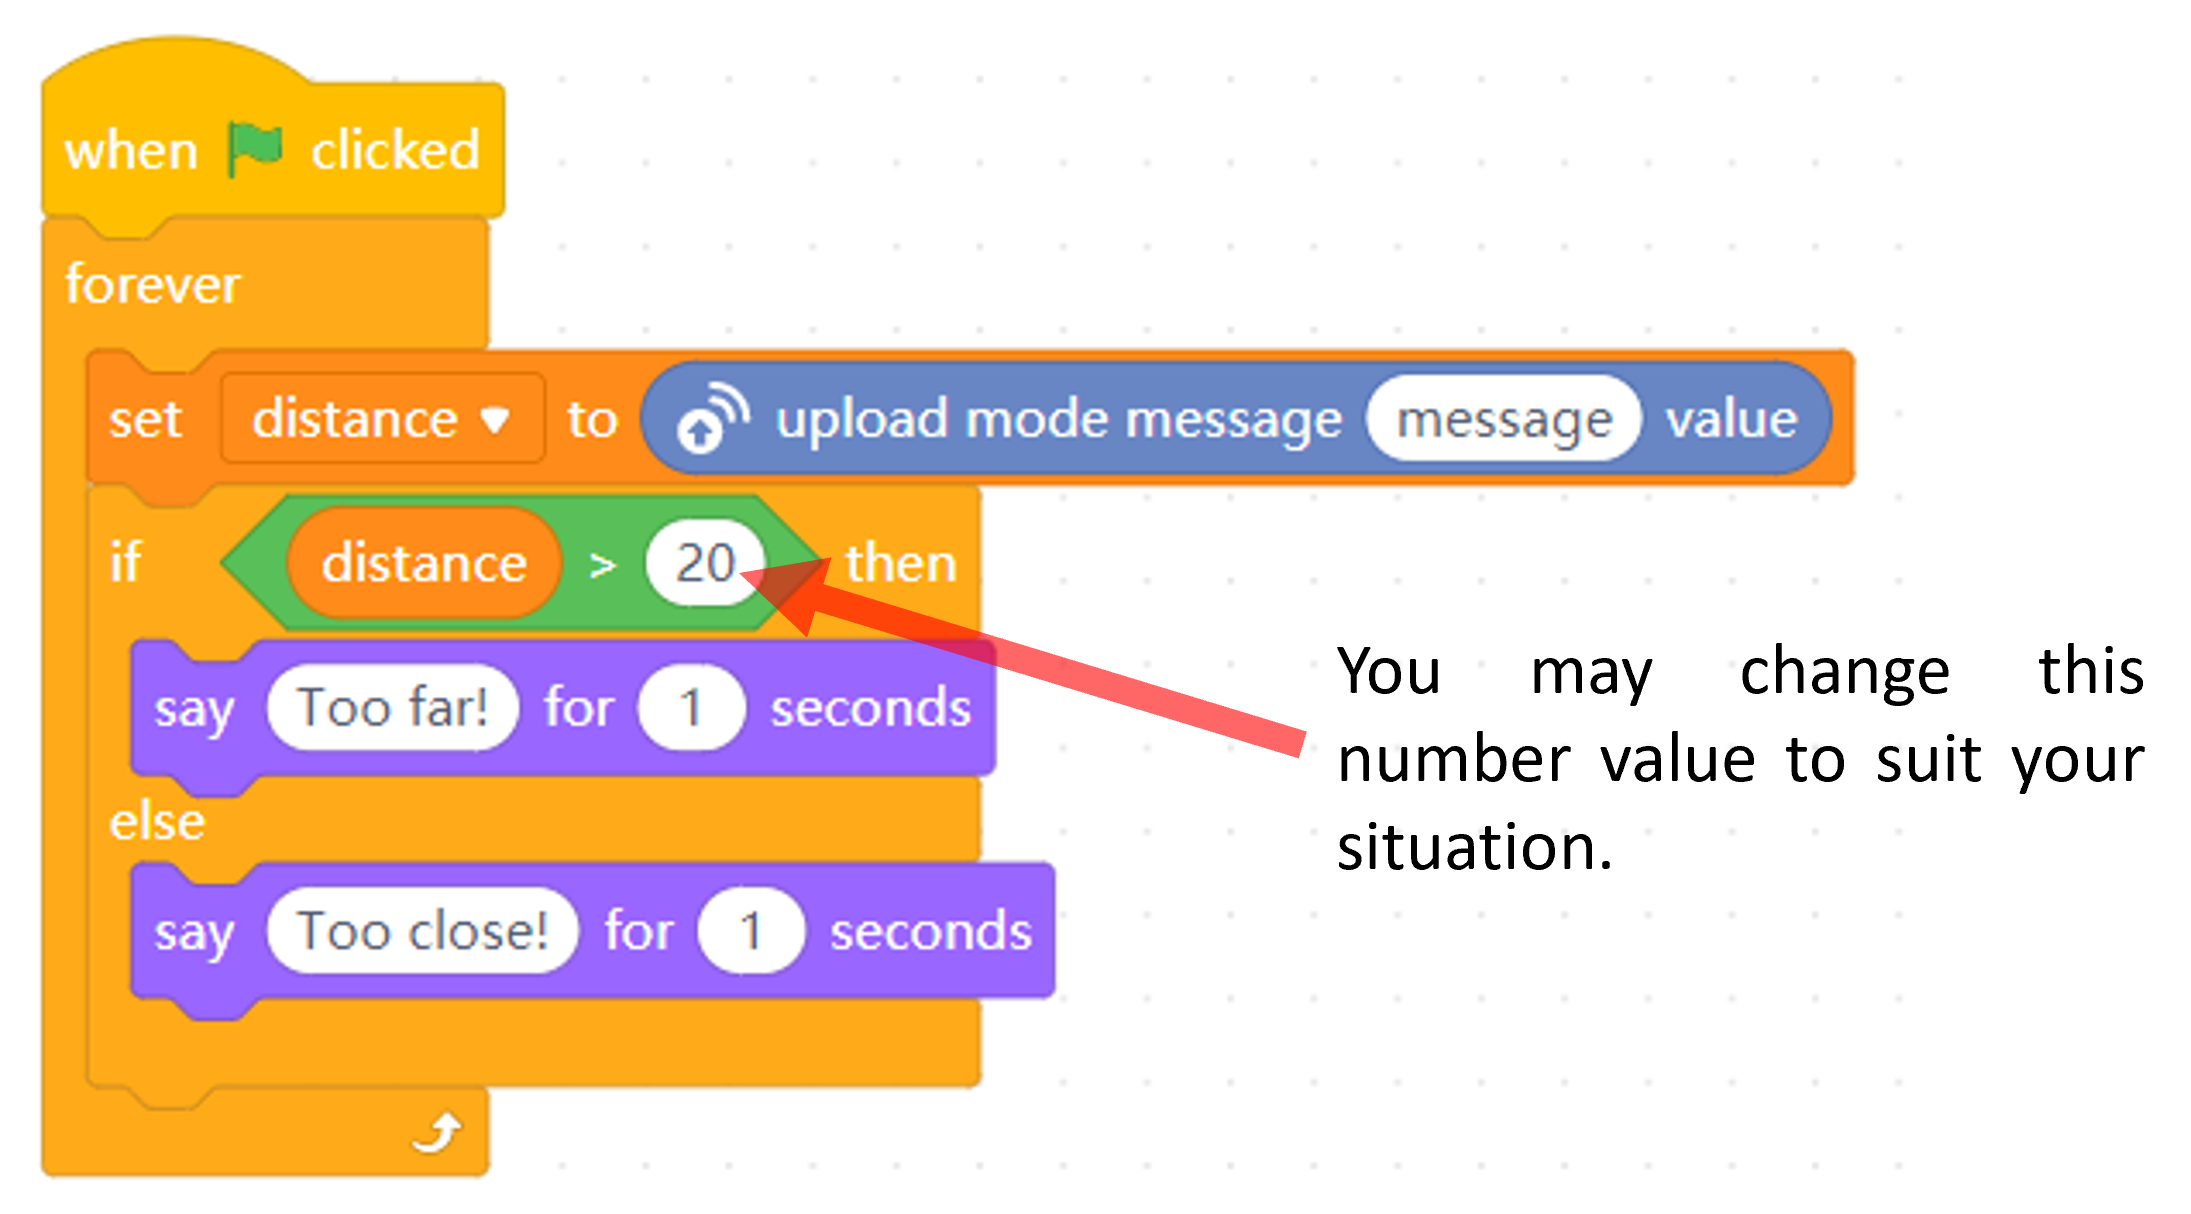 when clicked
forever
set distance to upload mode message message value
if distance > 20 then
say Too far! for 1 seconds
else
say Too close! for 1 seconds
You may change this
number value to suit your
situation.